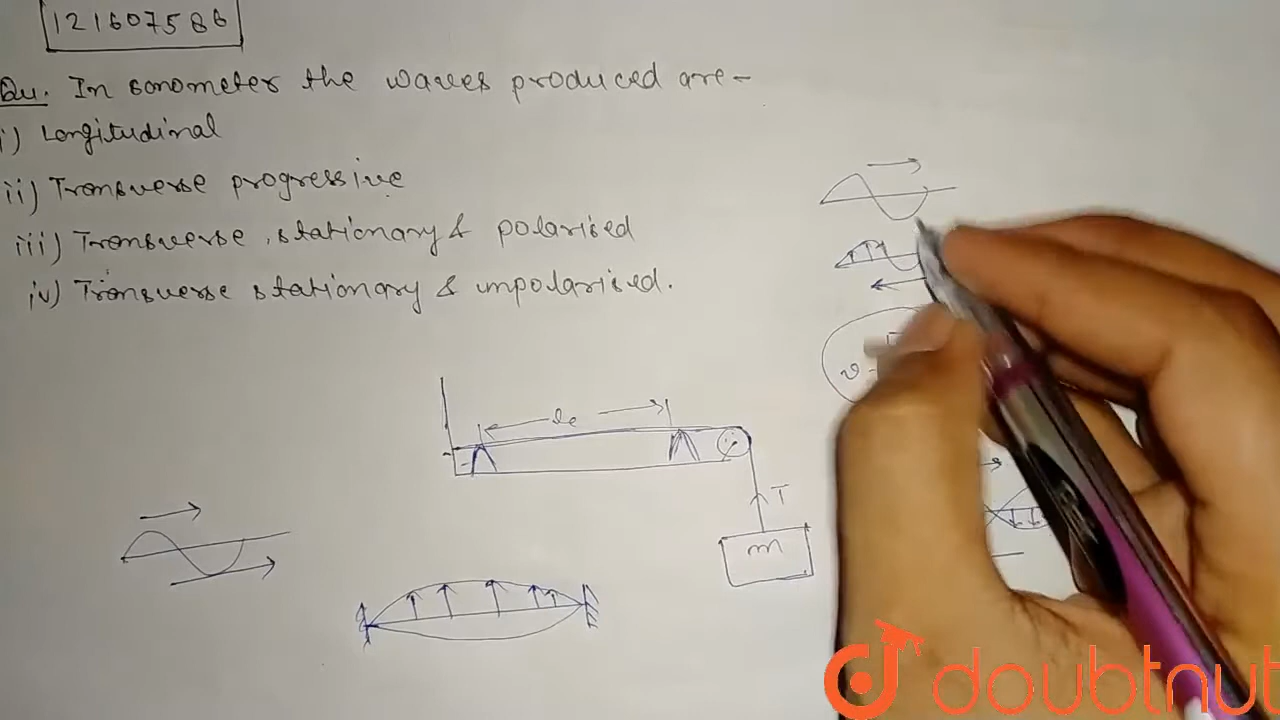 121607586
Qu. In sonometer the waves produced are-
i) Longitudinal
ii) Transverse progressive
iii) Transverse, stationary & polarised
iv) Transverse stationary & unpolarised.
T
m
doubtnut